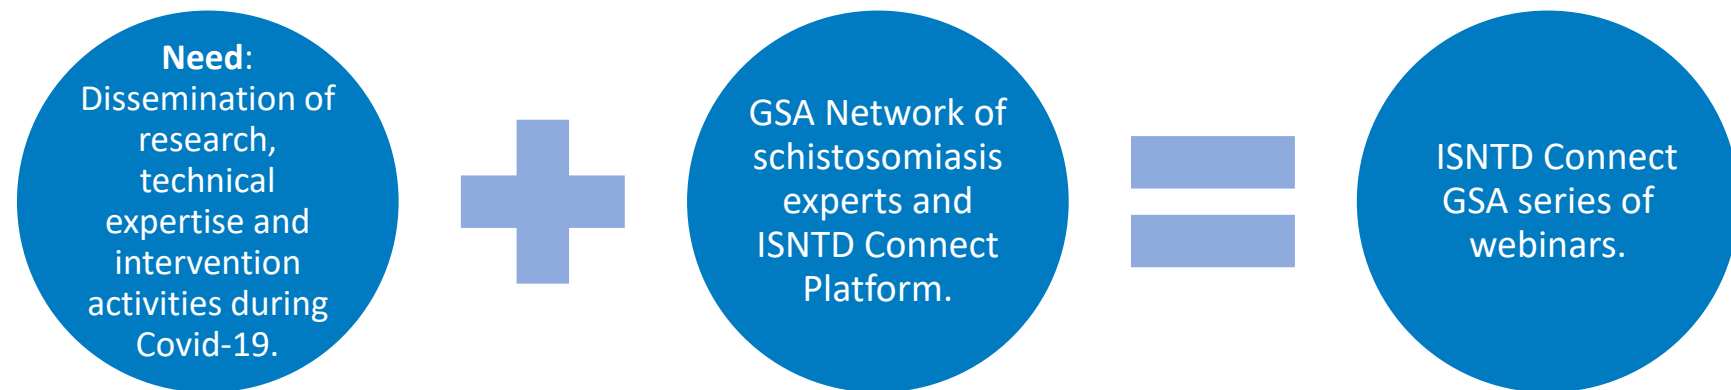 Need:
Dissemination of
research,
technical
expertise and
intervention
activities during
Covid-19.
GSA Network of
schistosomiasis
experts and
ISNTD Connect
Platform.
ISNTD Connect
GSA series of
webinars.